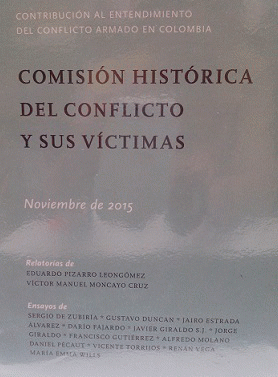 CONTRIBUCIÓN AL ENTENDIMIENTO
DEL CONFLICTO ARMADO EN COLOMBIA
COMISIÓN HISTÓRICA
DEL CONFLICTO
Y SUS VÍCTIMAS
Noviembre de 2015
Relatorías de
EDUARDO PIZARRO LEONGÓMEZ
VÍCTOR MANUEL MONCAYO CRUZ
Ensayos de
SERGIO DE ZUBIRÍA * GUSTAVO DUNCAN * JAIRO ESTRADA
ÁLVAREZ * DARÍO FAJARDO * JAVIER GIRALDO S.J. * JORGE
GIRALDO * FRANCISCO GUTIÉRREZ * ALFREDO MOLANO
DANIEL PÉCAUT * VICENTE TORRIJOS * RENÁN VEGA
MARÍA EMMA WILLS